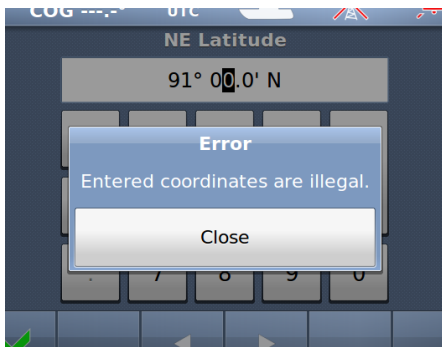 COG ---.-° UTC
NE Latitude
91° 00.0' N
Error
Entered coordinates are illegal.
Close
. 7 8 9 0